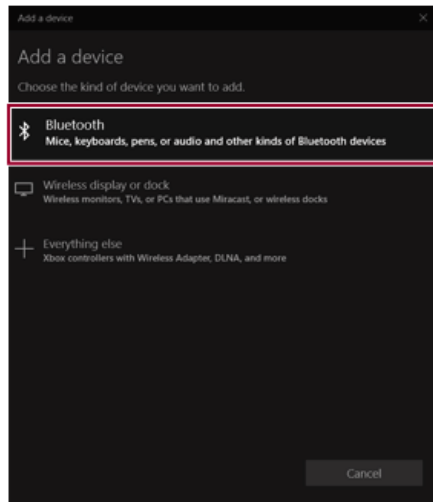 Add a device
Add a device
Choose the kind of device you want to add.
Bluetooth
Mice, keyboards, pens, or audio and other kinds of Bluetooth devices
Wireless display or dock
Wireless monitors, TVs, or PCs that use Miracast, or wireless docks
Everything else
Xbox controllers with Wireless Adapter, DLNA, and more
Cancel